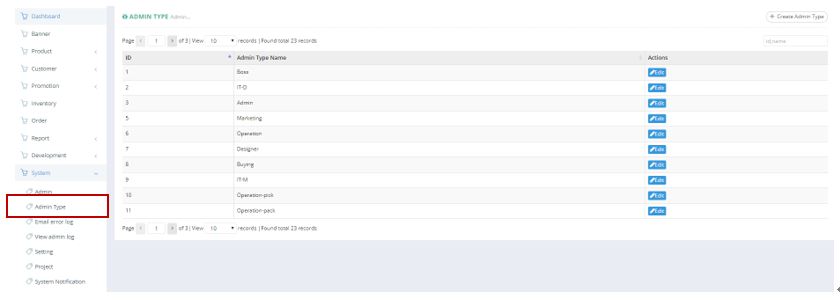 Dashboard
Banner
Product
Customer
Promotion
Inventory
Order
Report
Development
System
Admin
Admin Type
Email error log
View admin log
Setting
Project
System Notification
ADMIN TYPE Admin...
+ Create Admin Type
Page < 1 > of 3 | View 10 records | Found total 23 records
id,name
ID Admin Type Name Actions
1 Boss Edit
2 IT-D Edit
3 Admin Edit
5 Marketing Edit
6 Operation Edit
7 Designer Edit
8 Buying Edit
9 IT-M Edit
10 Operation-pick Edit
11 Operation-pack Edit
Page < 1 > of 3 | View 10 records | Found total 23 records